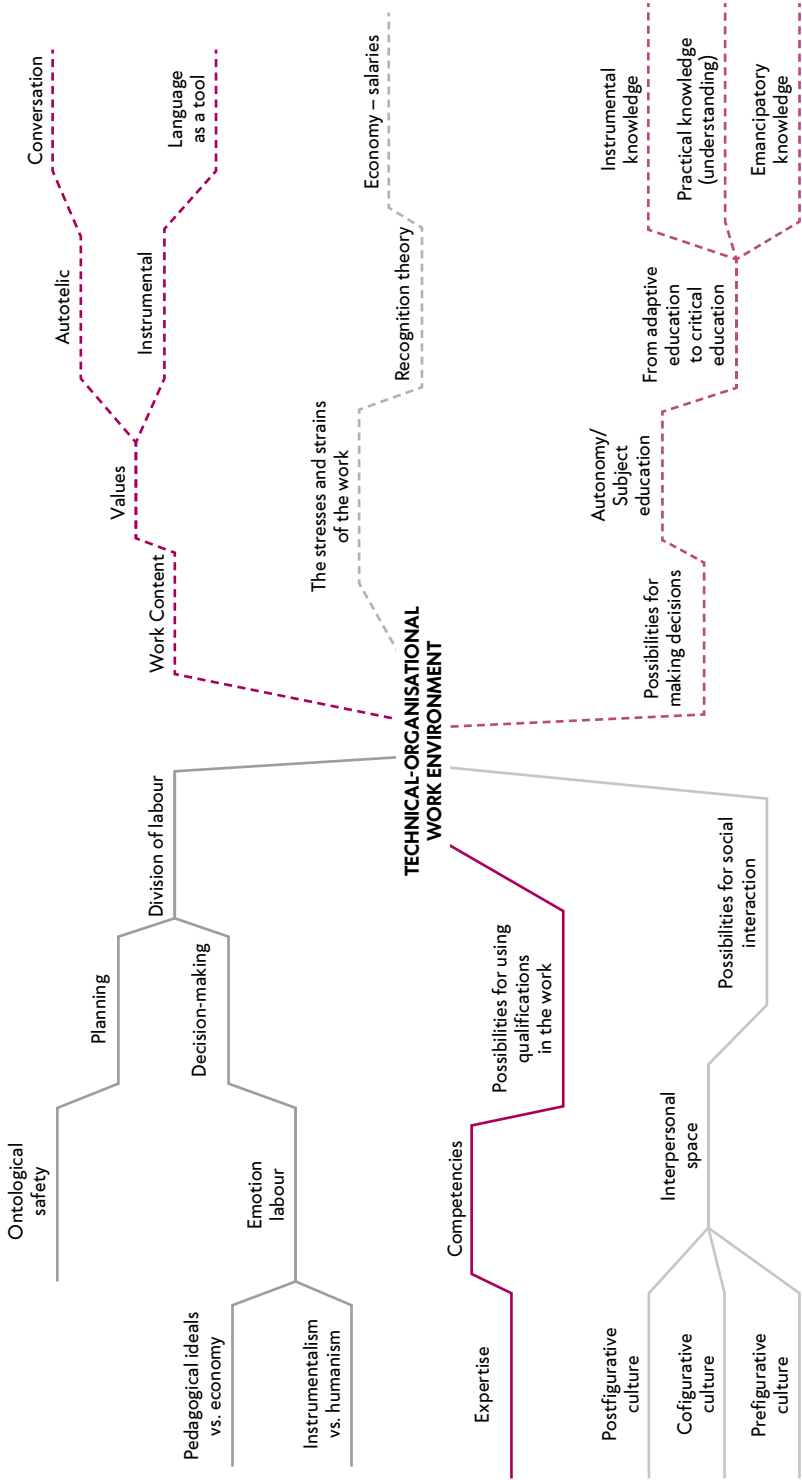 Ontological
safety
Planning
Division of labour
Decision-making
Emotion
labour
Pedagogical ideals
vs. economy
Instrumentalism
vs. humanism
Expertise
Competencies
Possibilities for using
qualifications
in the work
Postfigurative
culture
Cofigurative
culture
Prefigurative
culture
Interpersonal
space
Possibilities for social
interaction
TECHNICAL-ORGANISATIONAL
WORK ENVIRONMENT
Work Content
Values
Autotelic
Conversation
Instrumental
Language
as a tool
The stresses and strains
of the work
Recognition theory
Economy – salaries
Possibilities for
making decisions
Autonomy/
Subject
education
From adaptive
education
to critical
education
Instrumental
knowledge
Practical knowledge
(understanding)
Emancipatory
knowledge